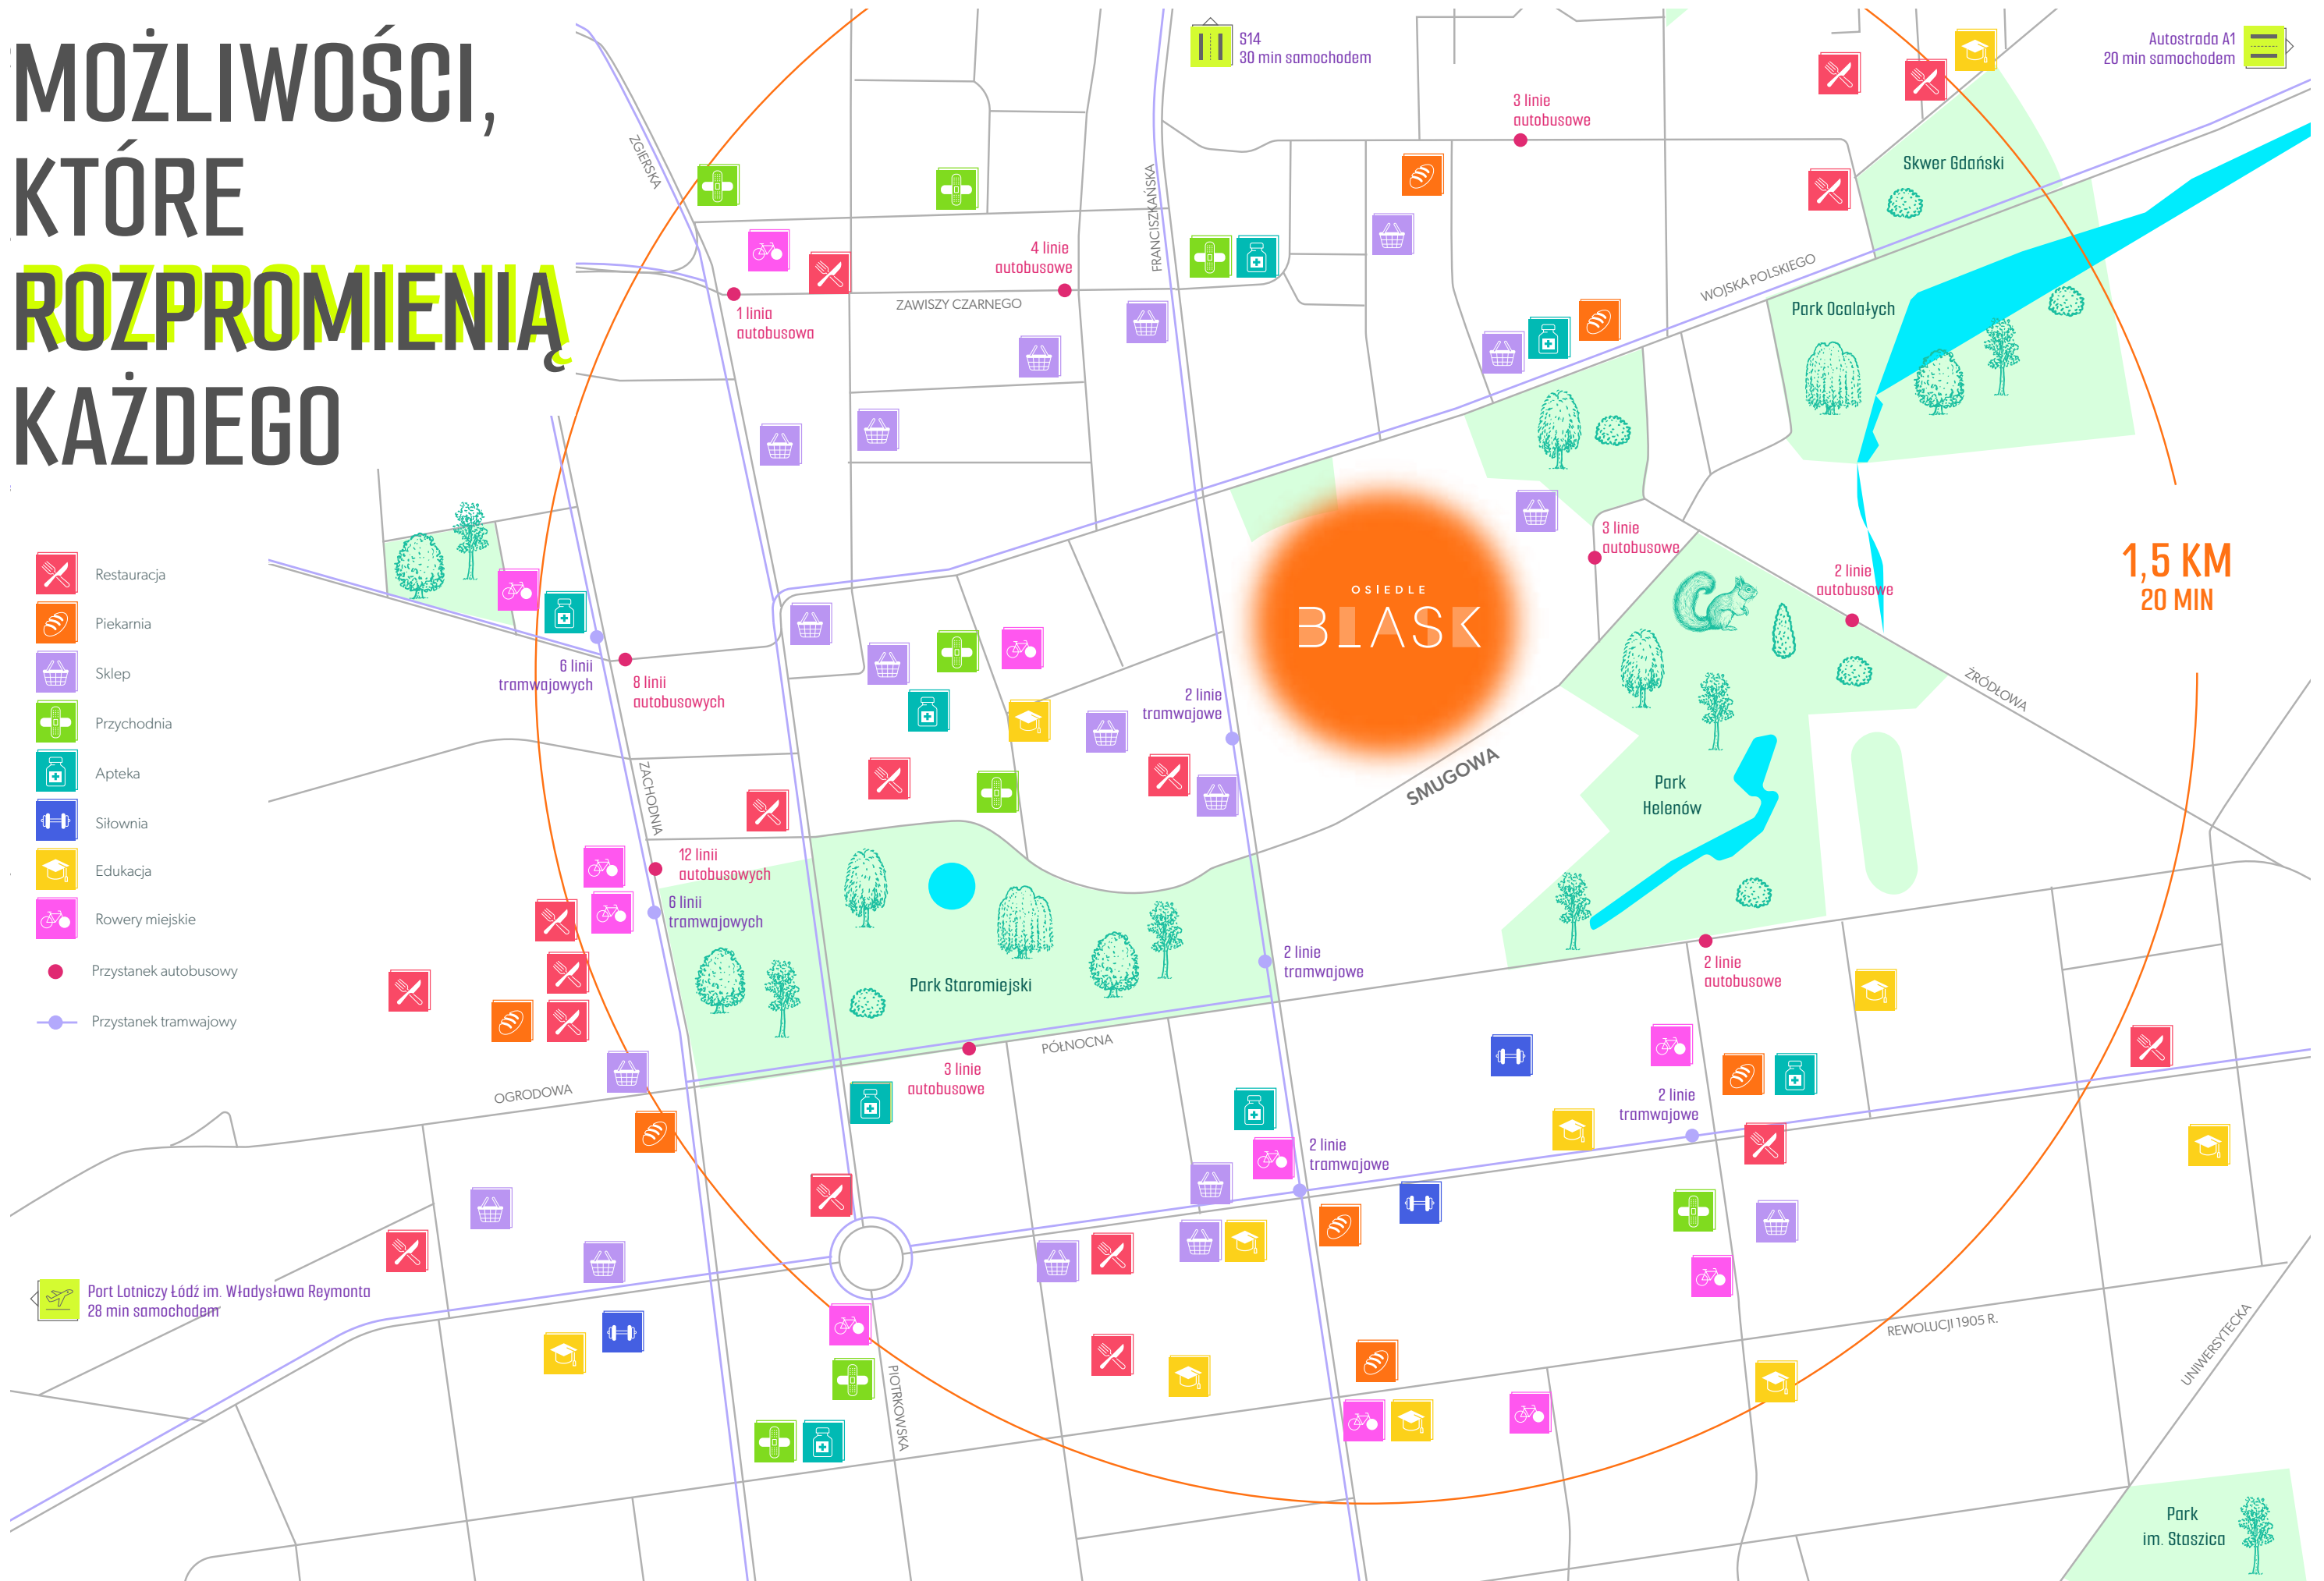 MOŻLIWOŚCI,
KTÓRE
ROZPROMIENIĄ
KAŻDEGO
S14
30 min samochodem
Autostrada A1
20 min samochodem
3 linie
autobusowe
ZGIERSKA
FRANCISZKAŃSKA
Skwer Gdański
4 linie
autobusowe
WOJSKA POLSKIEGO
ZAWISZY CZARNEGO
1 linia
autobusowa
Park Ocalałych
3 linie
autobusowe
1,5 KM
20 MIN
2 linie
autobusowe
OSIEDLE
BLASK
Restauracja
Piekarnia
Sklep
Przychodnia
Apteka
Siłownia
Edukacja
Rowery miejskie
Przystanek autobusowy
Przystanek tramwajowy
6 linii
tramwajowych
8 linii
autobusowych
2 linie
tramwajowe
ŹRÓDŁOWA
ZACHODNIA
SMUGOWA
Park
Helenów
12 linii
autobusowych
6 linii
tramwajowych
2 linie
tramwajowe
Park Staromiejski
2 linie
autobusowe
PÓŁNOCNA
3 linie
autobusowe
OGRODOWA
2 linie
tramwajowe
2 linie
tramwajowe
Port Lotniczy Łódź im. Władysława Reymonta
28 min samochodem
PIOTRKOWSKA
REWOLUCJI 1905 R.
UNIWERSYTECKA
Park
im. Staszica